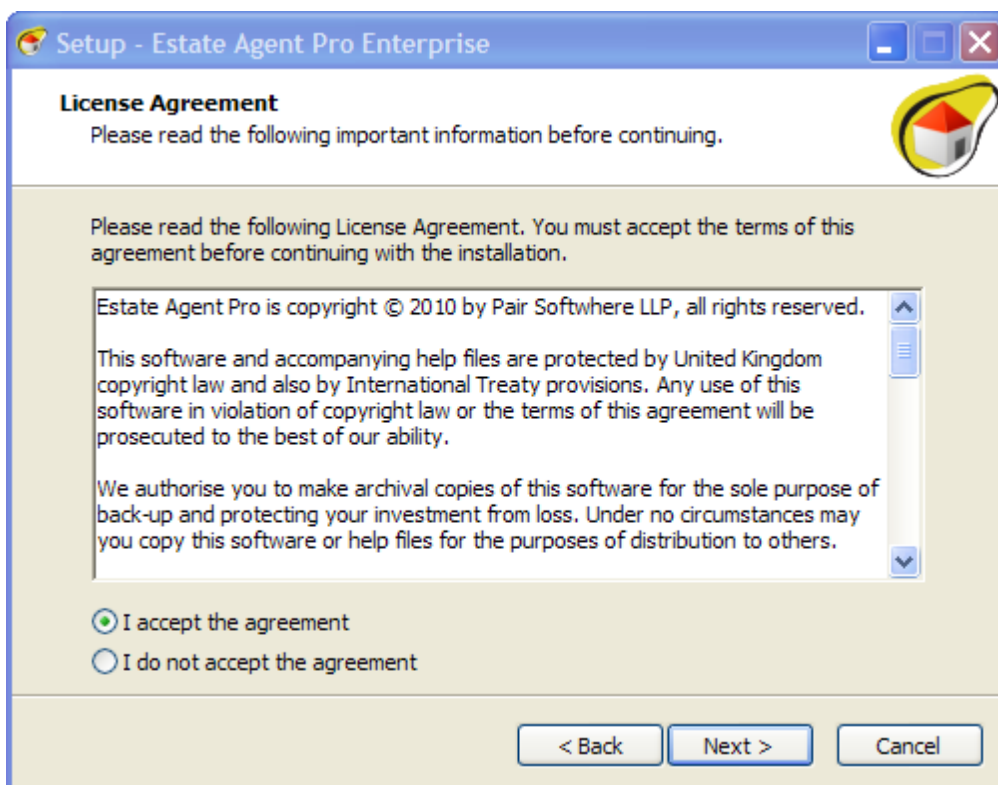 Setup - Estate Agent Pro Enterprise
License Agreement
Please read the following important information before continuing.
Please read the following License Agreement. You must accept the terms of this
agreement before continuing with the installation.
Estate Agent Pro is copyright © 2010 by Pair Softwhere LLP, all rights reserved.
This software and accompanying help files are protected by United Kingdom
copyright law and also by International Treaty provisions. Any use of this
software in violation of copyright law or the terms of this agreement will be
prosecuted to the best of our ability.
We authorise you to make archival copies of this software for the sole purpose of
back-up and protecting your investment from loss. Under no circumstances may
you copy this software or help files for the purposes of distribution to others.
I accept the agreement
I do not accept the agreement
< Back Next > Cancel